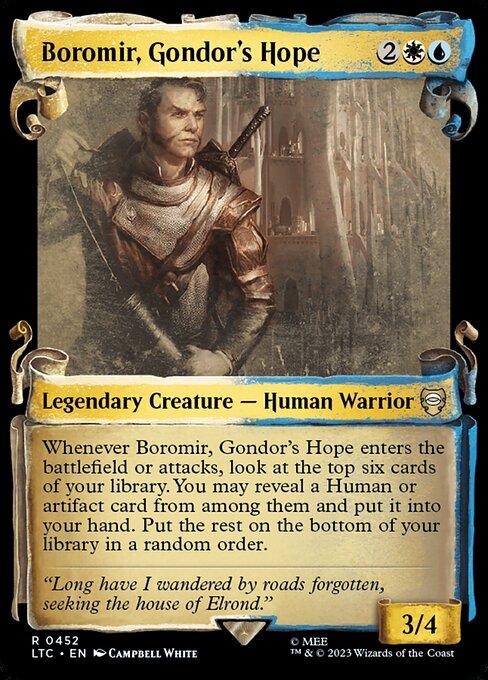 Boromir, Gondor's Hope 2
Legendary Creature — Human Warrior
Whenever Boromir, Gondor's Hope enters the
battlefield or attacks, look at the top six cards
of your library. You may reveal a Human or
artifact card from among them and put it into
your hand. Put the rest on the bottom of your
library in a random order.
“Long have I wandered by roads forgotten,
seeking the house of Elrond.”
3/4
R 0452
LTC • EN CAMPBELL WHITE
© MEE
™ & © 2023 Wizards of the Coast